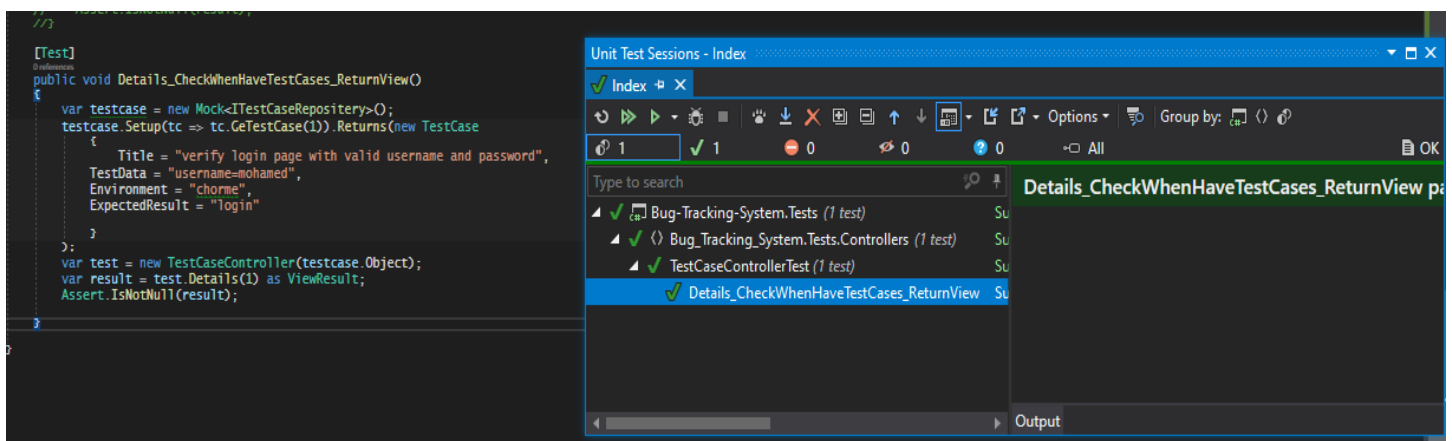 //    Assert.IsNotNull(result);
//}
[Test]
0 references
public void Details_CheckWhenHaveTestCases_ReturnView()
{
var testcase = new Mock<ITestCaseRepositery>();
testcase.Setup(tc => tc.GeTestCase(1)).Returns(new TestCase
{
Title = "verify login page with valid username and password",
TestData = "username=mohamed",
Environment = "chorme",
ExpectedResult = "login"
}
);
var test = new TestCaseController(testcase.Object);
var result = test.Details(1) as ViewResult;
Assert.IsNotNull(result);
}
}
Unit Test Sessions - Index
Index
Options
Group by:
1 1 0 0 0 All OK
Type to search
Bug-Tracking-System.Tests (1 test) Su
Bug_Tracking_System.Tests.Controllers (1 test) Su
TestCaseControllerTest (1 test) Su
Details_CheckWhenHaveTestCases_ReturnView Su
Details_CheckWhenHaveTestCases_ReturnView pa
Output